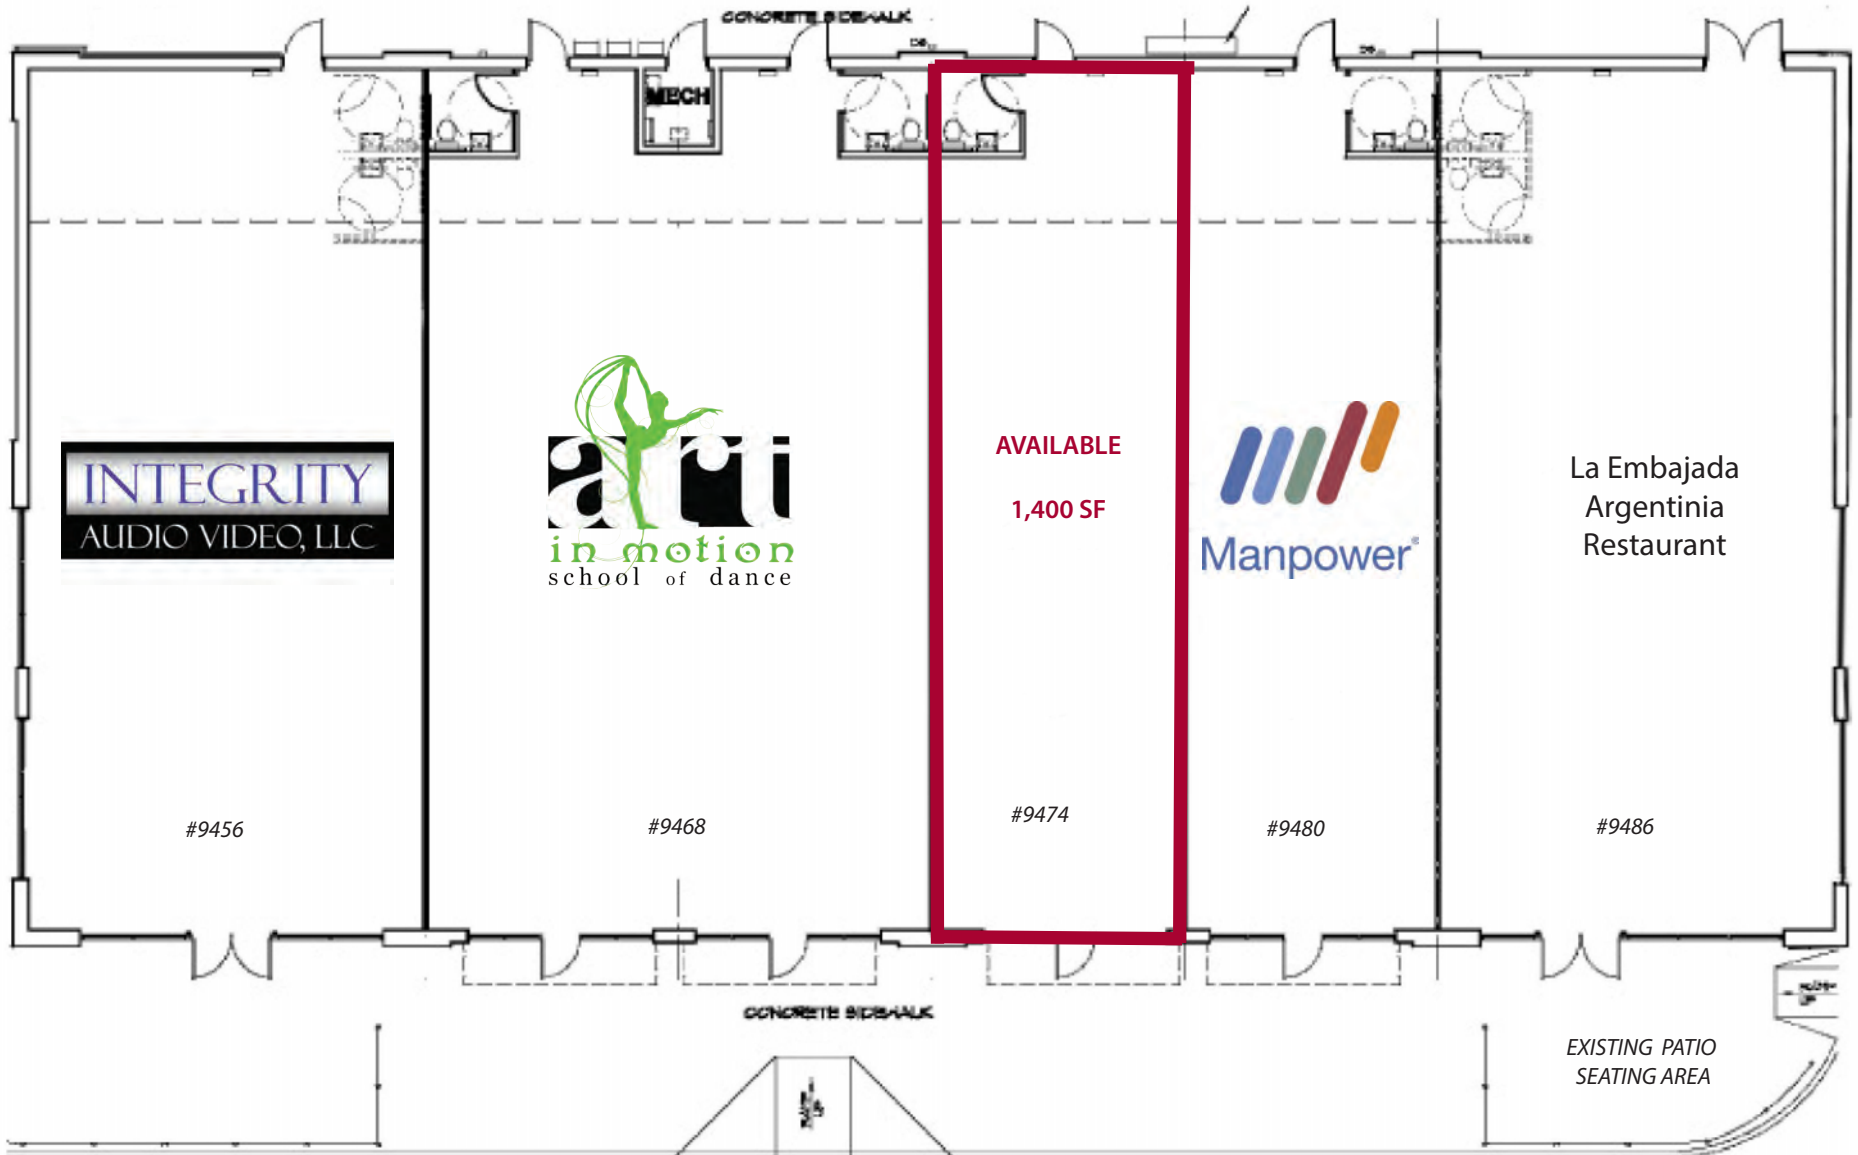 CONCRETE SIDEWALK
MECH
INTEGRITY
AUDIO VIDEO, LLC
art
in motion
school of dance
AVAILABLE
1,400 SF
Manpower®
La Embajada
Argentinia
Restaurant
#9456
#9468
#9474
#9480
#9486
CONCRETE SIDEWALK
EXISTING PATIO
SEATING AREA